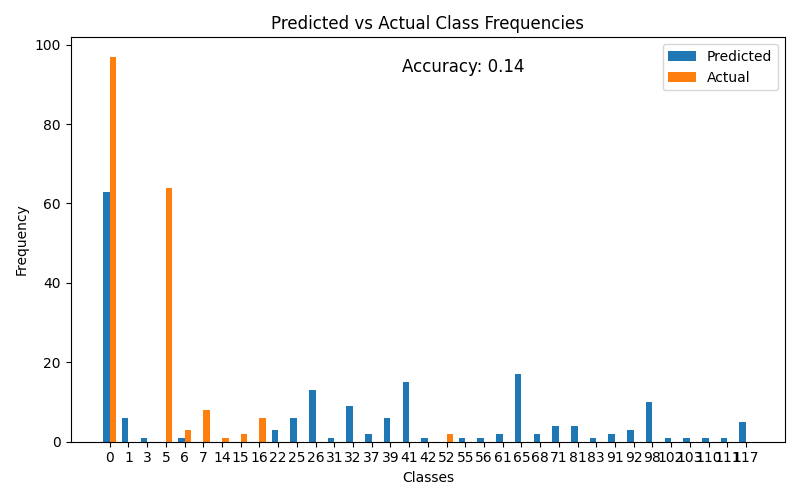 Predicted vs Actual Class Frequencies
Accuracy: 0.14
Predicted
Actual
Frequency
100
80
60
40
20
0
0 1 3 5 6 7 14 15 16 22 25 26 31 32 37 39 41 42 52 55 56 61 65 68 71 81 83 91 92 98 102 103 110 111 117
Classes